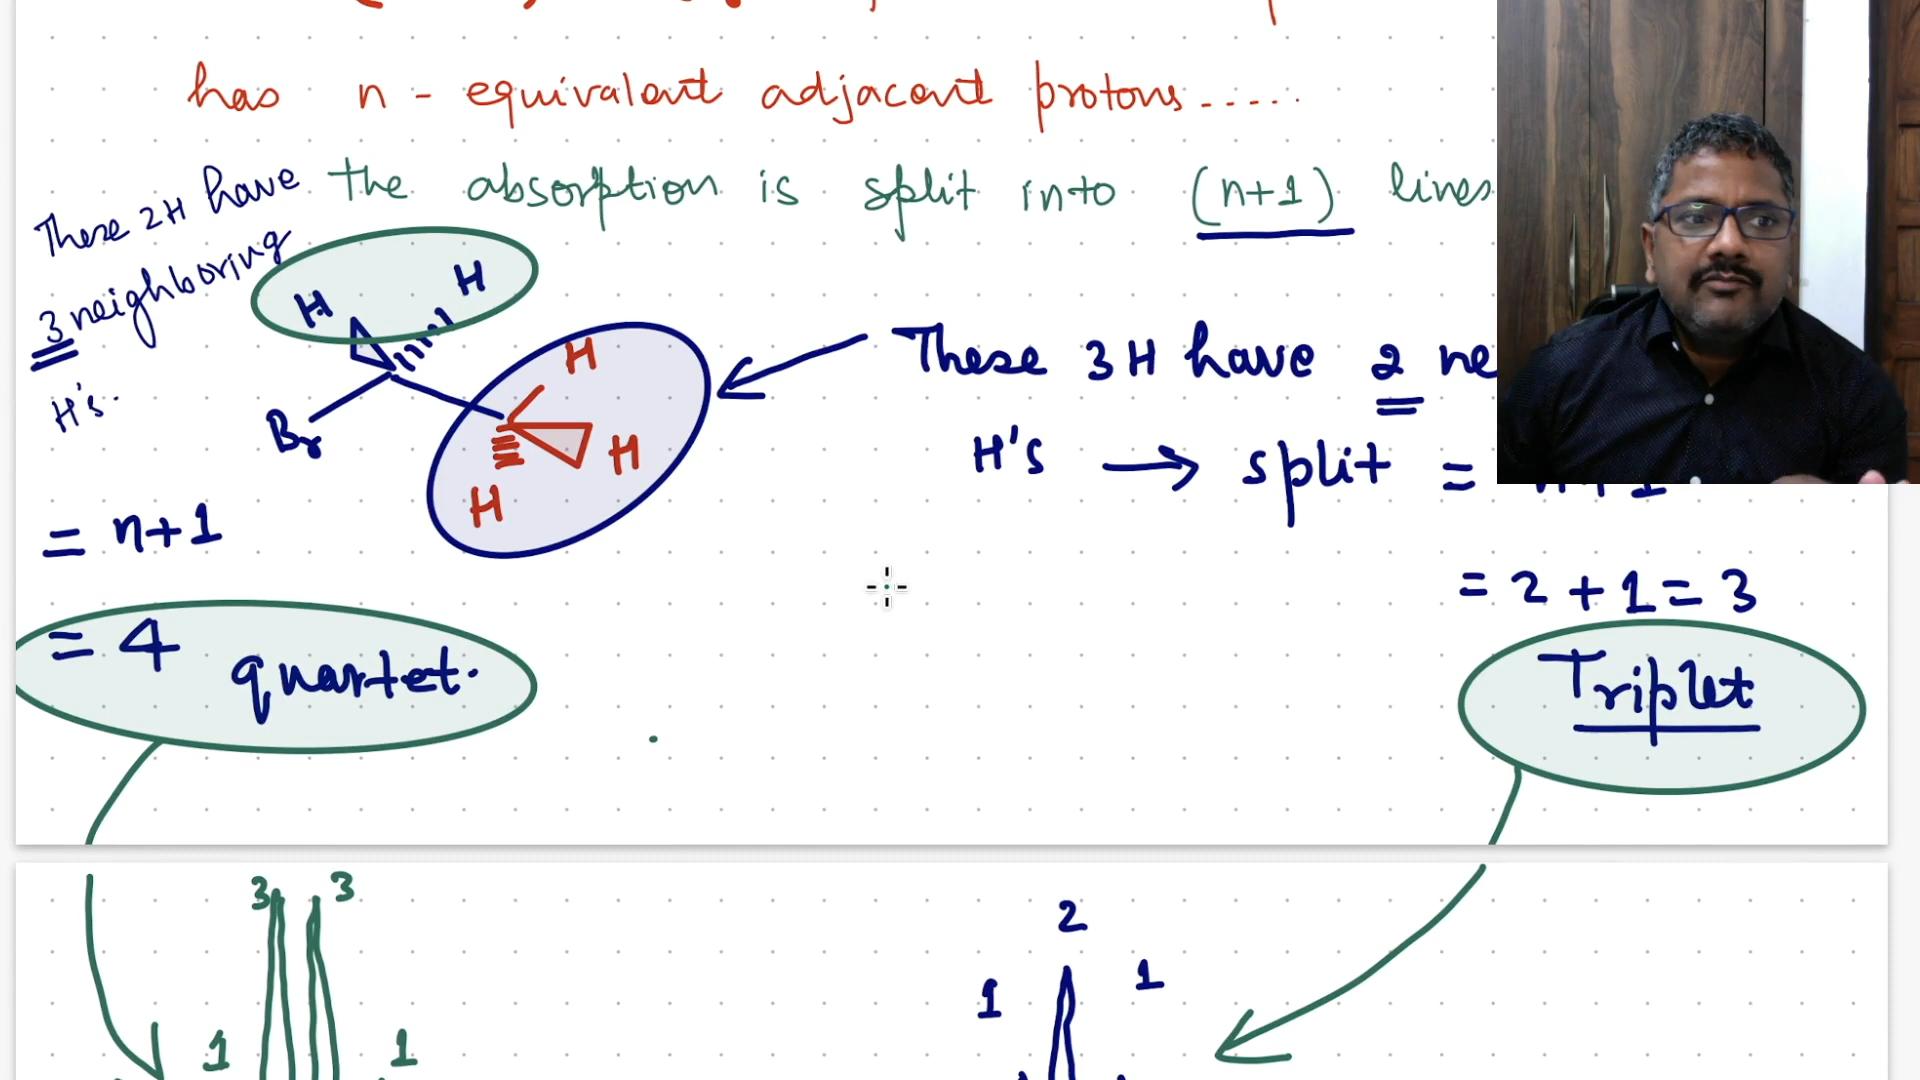 has n - equivalent adjacent protons.....
the absorption is split into (n+1) lines
These 2H have
3 neighboring
H's.
H H
Br
H
H
H
These 3H have 2 ne
H's → split = n+1
= n+1
= 2 + 1 = 3
= 4 quartet.
Triplet
3 3
2
1 1
1 1